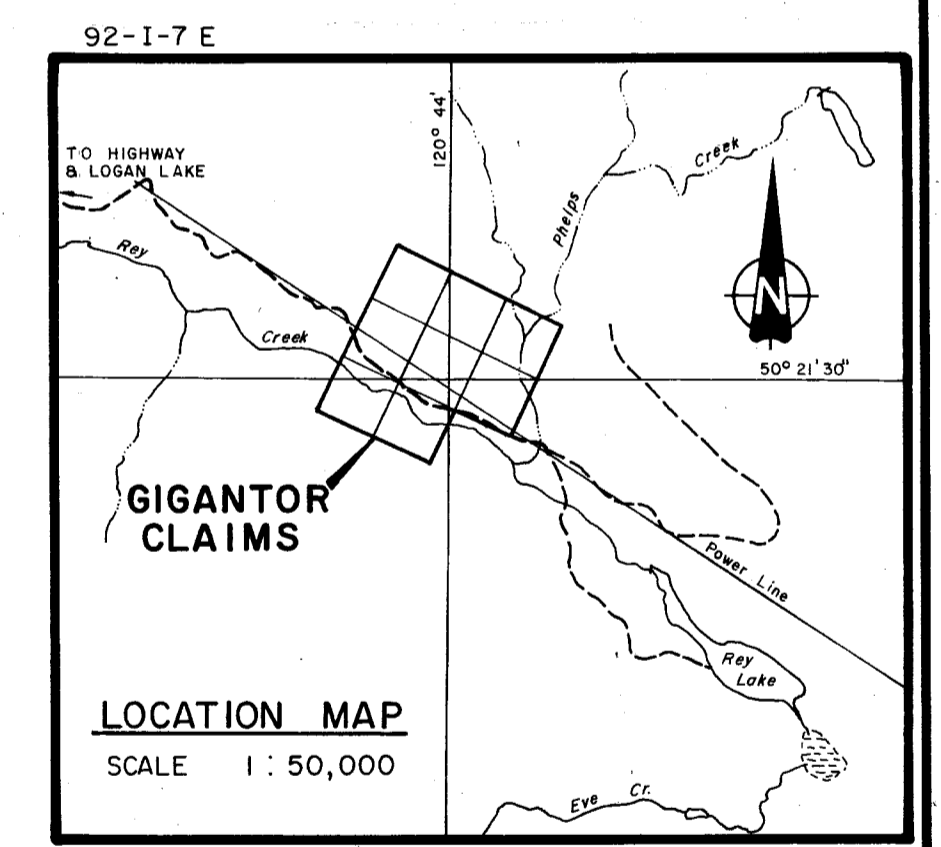 92-I-7 E
TO HIGHWAY
& LOGAN LAKE
120° 44'
Creek
Phelps
Rey
Creek
N
50° 21' 30"
GIGANTOR
CLAIMS
Power Line
Rey
Lake
LOCATION MAP
SCALE 1 : 50,000
Eve Cr.